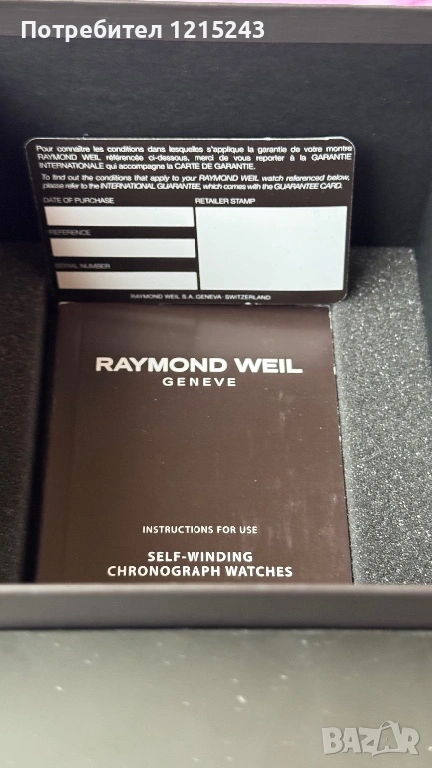 Потребител 1215243
Pour connaître les conditions dans lesquelles s'applique la garantie de votre montre
RAYMOND WEIL référencée ci-dessous, merci de vous reporter à la GARANTIE
INTERNATIONALE qui accompagne la CARTE DE GARANTIE.
To find out the conditions that apply to your RAYMOND WEIL watch referenced below,
please refer to the INTERNATIONAL GUARANTEE, which comes with the GUARANTEE CARD.
DATE OF PURCHASE
RETAILER STAMP
REFERENCE
SERIAL NUMBER
RAYMOND WEIL S.A. GENEVA - SWITZERLAND
RAYMOND WEIL
GENEVE
INSTRUCTIONS FOR USE
SELF-WINDING
CHRONOGRAPH WATCHES
BAZAR